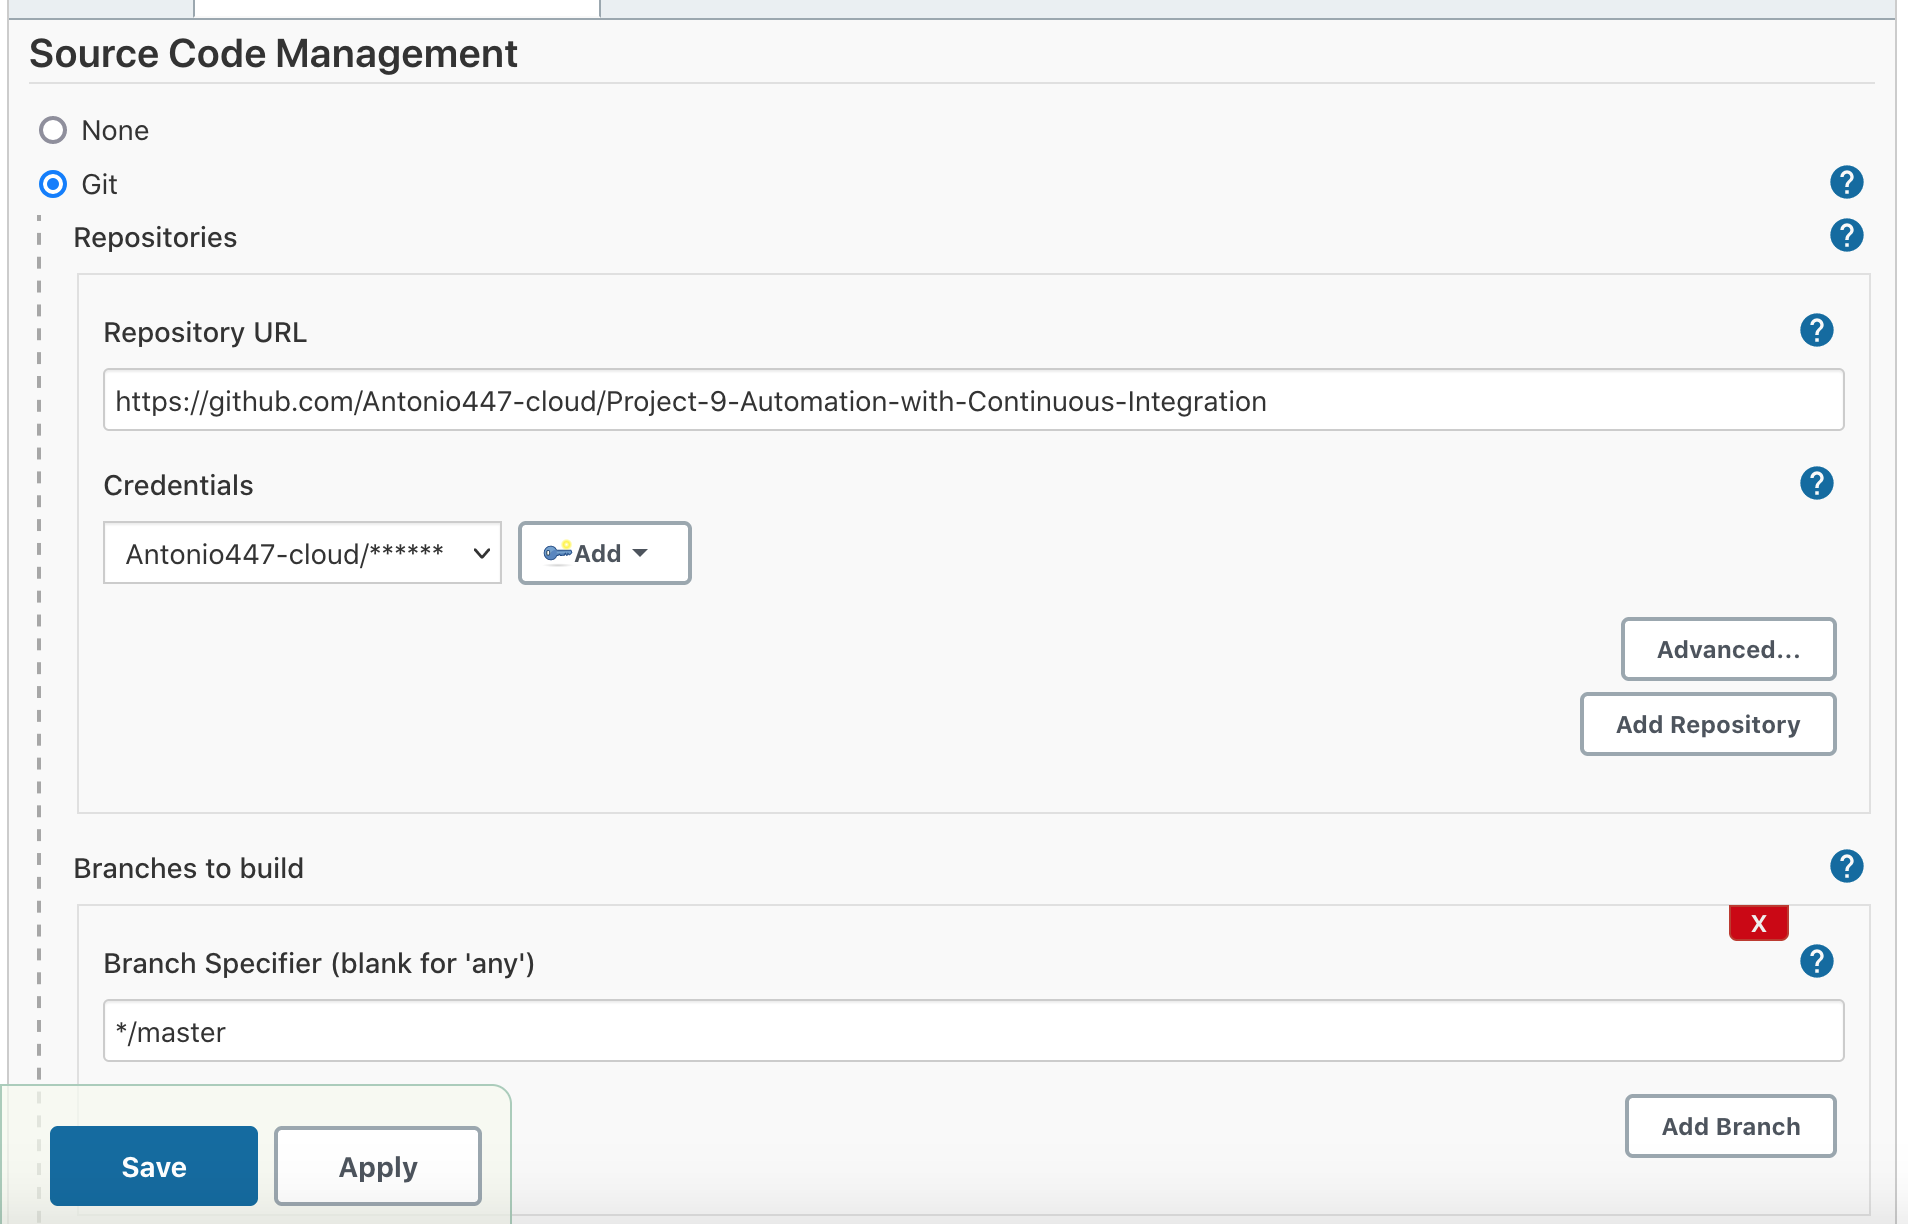 Source Code Management
None
Git
?
Repositories
?
Repository URL
?
https://github.com/Antonio447-cloud/Project-9-Automation-with-Continuous-Integration
Credentials
?
Antonio447-cloud/******
Add
Advanced...
Add Repository
Branches to build
?
X
Branch Specifier (blank for 'any')
?
*/master
Add Branch
Save
Apply